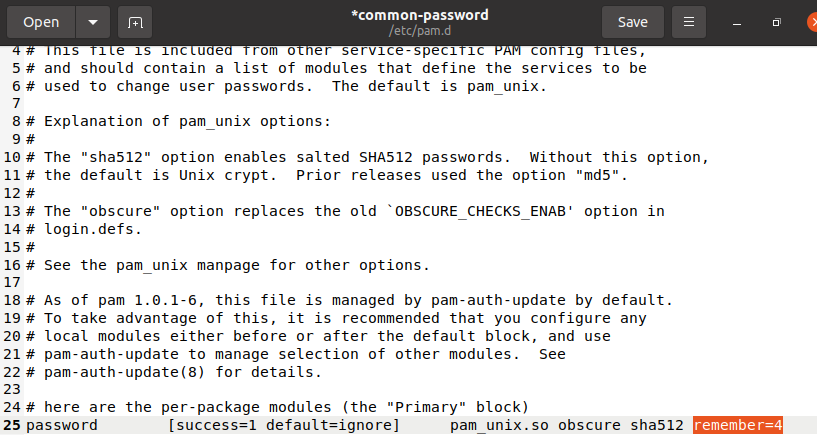 Open
*common-password
/etc/pam.d
Save
4 # This file is included from other service-specific PAM config files,
5 # and should contain a list of modules that define the services to be
6 # used to change user passwords.  The default is pam_unix.
7
8 # Explanation of pam_unix options:
9 #
10 # The "sha512" option enables salted SHA512 passwords.  Without this option,
11 # the default is Unix crypt.  Prior releases used the option "md5".
12 #
13 # The "obscure" option replaces the old `OBSCURE_CHECKS_ENAB' option in
14 # login.defs.
15 #
16 # See the pam_unix manpage for other options.
17
18 # As of pam 1.0.1-6, this file is managed by pam-auth-update by default.
19 # To take advantage of this, it is recommended that you configure any
20 # local modules either before or after the default block, and use
21 # pam-auth-update to manage selection of other modules.  See
22 # pam-auth-update(8) for details.
23
24 # here are the per-package modules (the "Primary" block)
25 password        [success=1 default=ignore]      pam_unix.so obscure sha512 remember=4